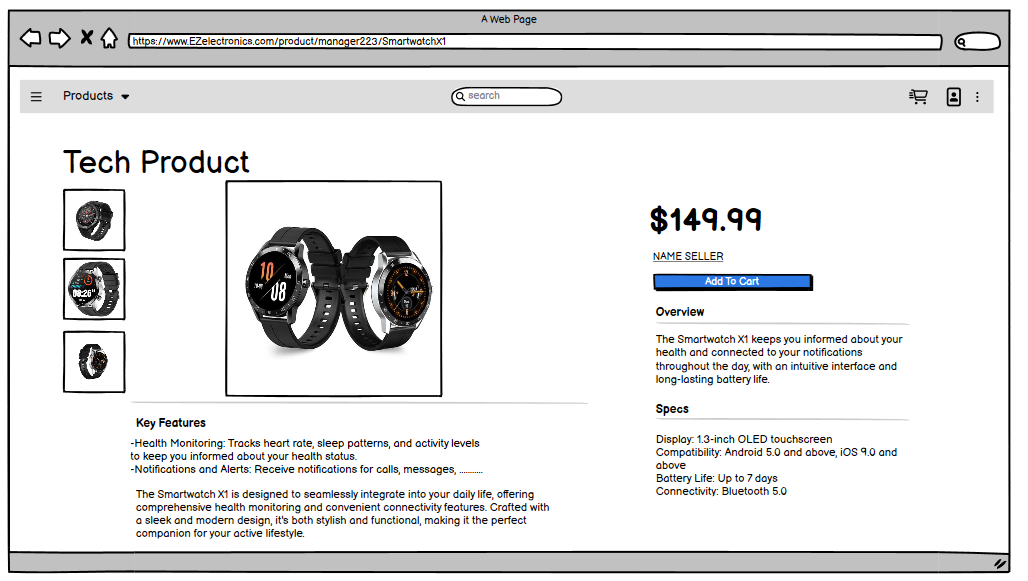 A Web Page
https://www.EZelectronics.com/product/manager223/SmartwatchX1
Products
search
Tech Product
08:26
10
08
$149.99
NAME SELLER
Add To Cart
Overview
The Smartwatch X1 keeps you informed about your
health and connected to your notifications
throughout the day, with an intuitive interface and
long-lasting battery life.
Specs
Display: 1.3-inch OLED touchscreen
Compatibility: Android 5.0 and above, iOS 9.0 and
above
Battery Life: Up to 7 days
Connectivity: Bluetooth 5.0
Key Features
-Health Monitoring: Tracks heart rate, sleep patterns, and activity levels
to keep you informed about your health status.
-Notifications and Alerts: Receive notifications for calls, messages, ..........
The Smartwatch X1 is designed to seamlessly integrate into your daily life, offering
comprehensive health monitoring and convenient connectivity features. Crafted with
a sleek and modern design, it's both stylish and functional, making it the perfect
companion for your active lifestyle.